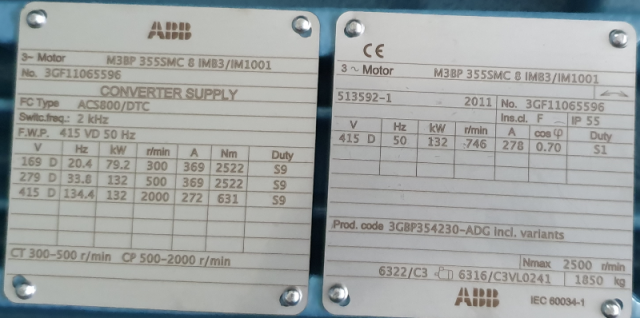 ABB
3~ Motor M3BP 355SMC 8 IMB3/IM1001
No. 3GF11065596
CONVERTER SUPPLY
FC Type ACS800/DTC
Switc.freq.: 2 kHz
F.W.P. 415 VD 50 Hz
V Hz kW r/min A Nm Duty
169 D 20.4 79.2 300 369 2522 S9
279 D 33.8 132 500 369 2522 S9
415 D 134.4 132 2000 272 631 S9
CT 300-500 r/min CP 500-2000 r/min
CE
3~ Motor M3BP 355SMC 8 IMB3/IM1001
513592-1 2011 No. 3GF11065596
Ins.cl. F IP 55
V Hz kW r/min A cos φ Duty
415 D 50 132 746 278 0.70 S1
Prod. code 3GBP354230-ADG incl. variants
Nmax 2500 r/min
6322/C3 6316/C3VL0241 1850 kg
ABB IEC 60034-1